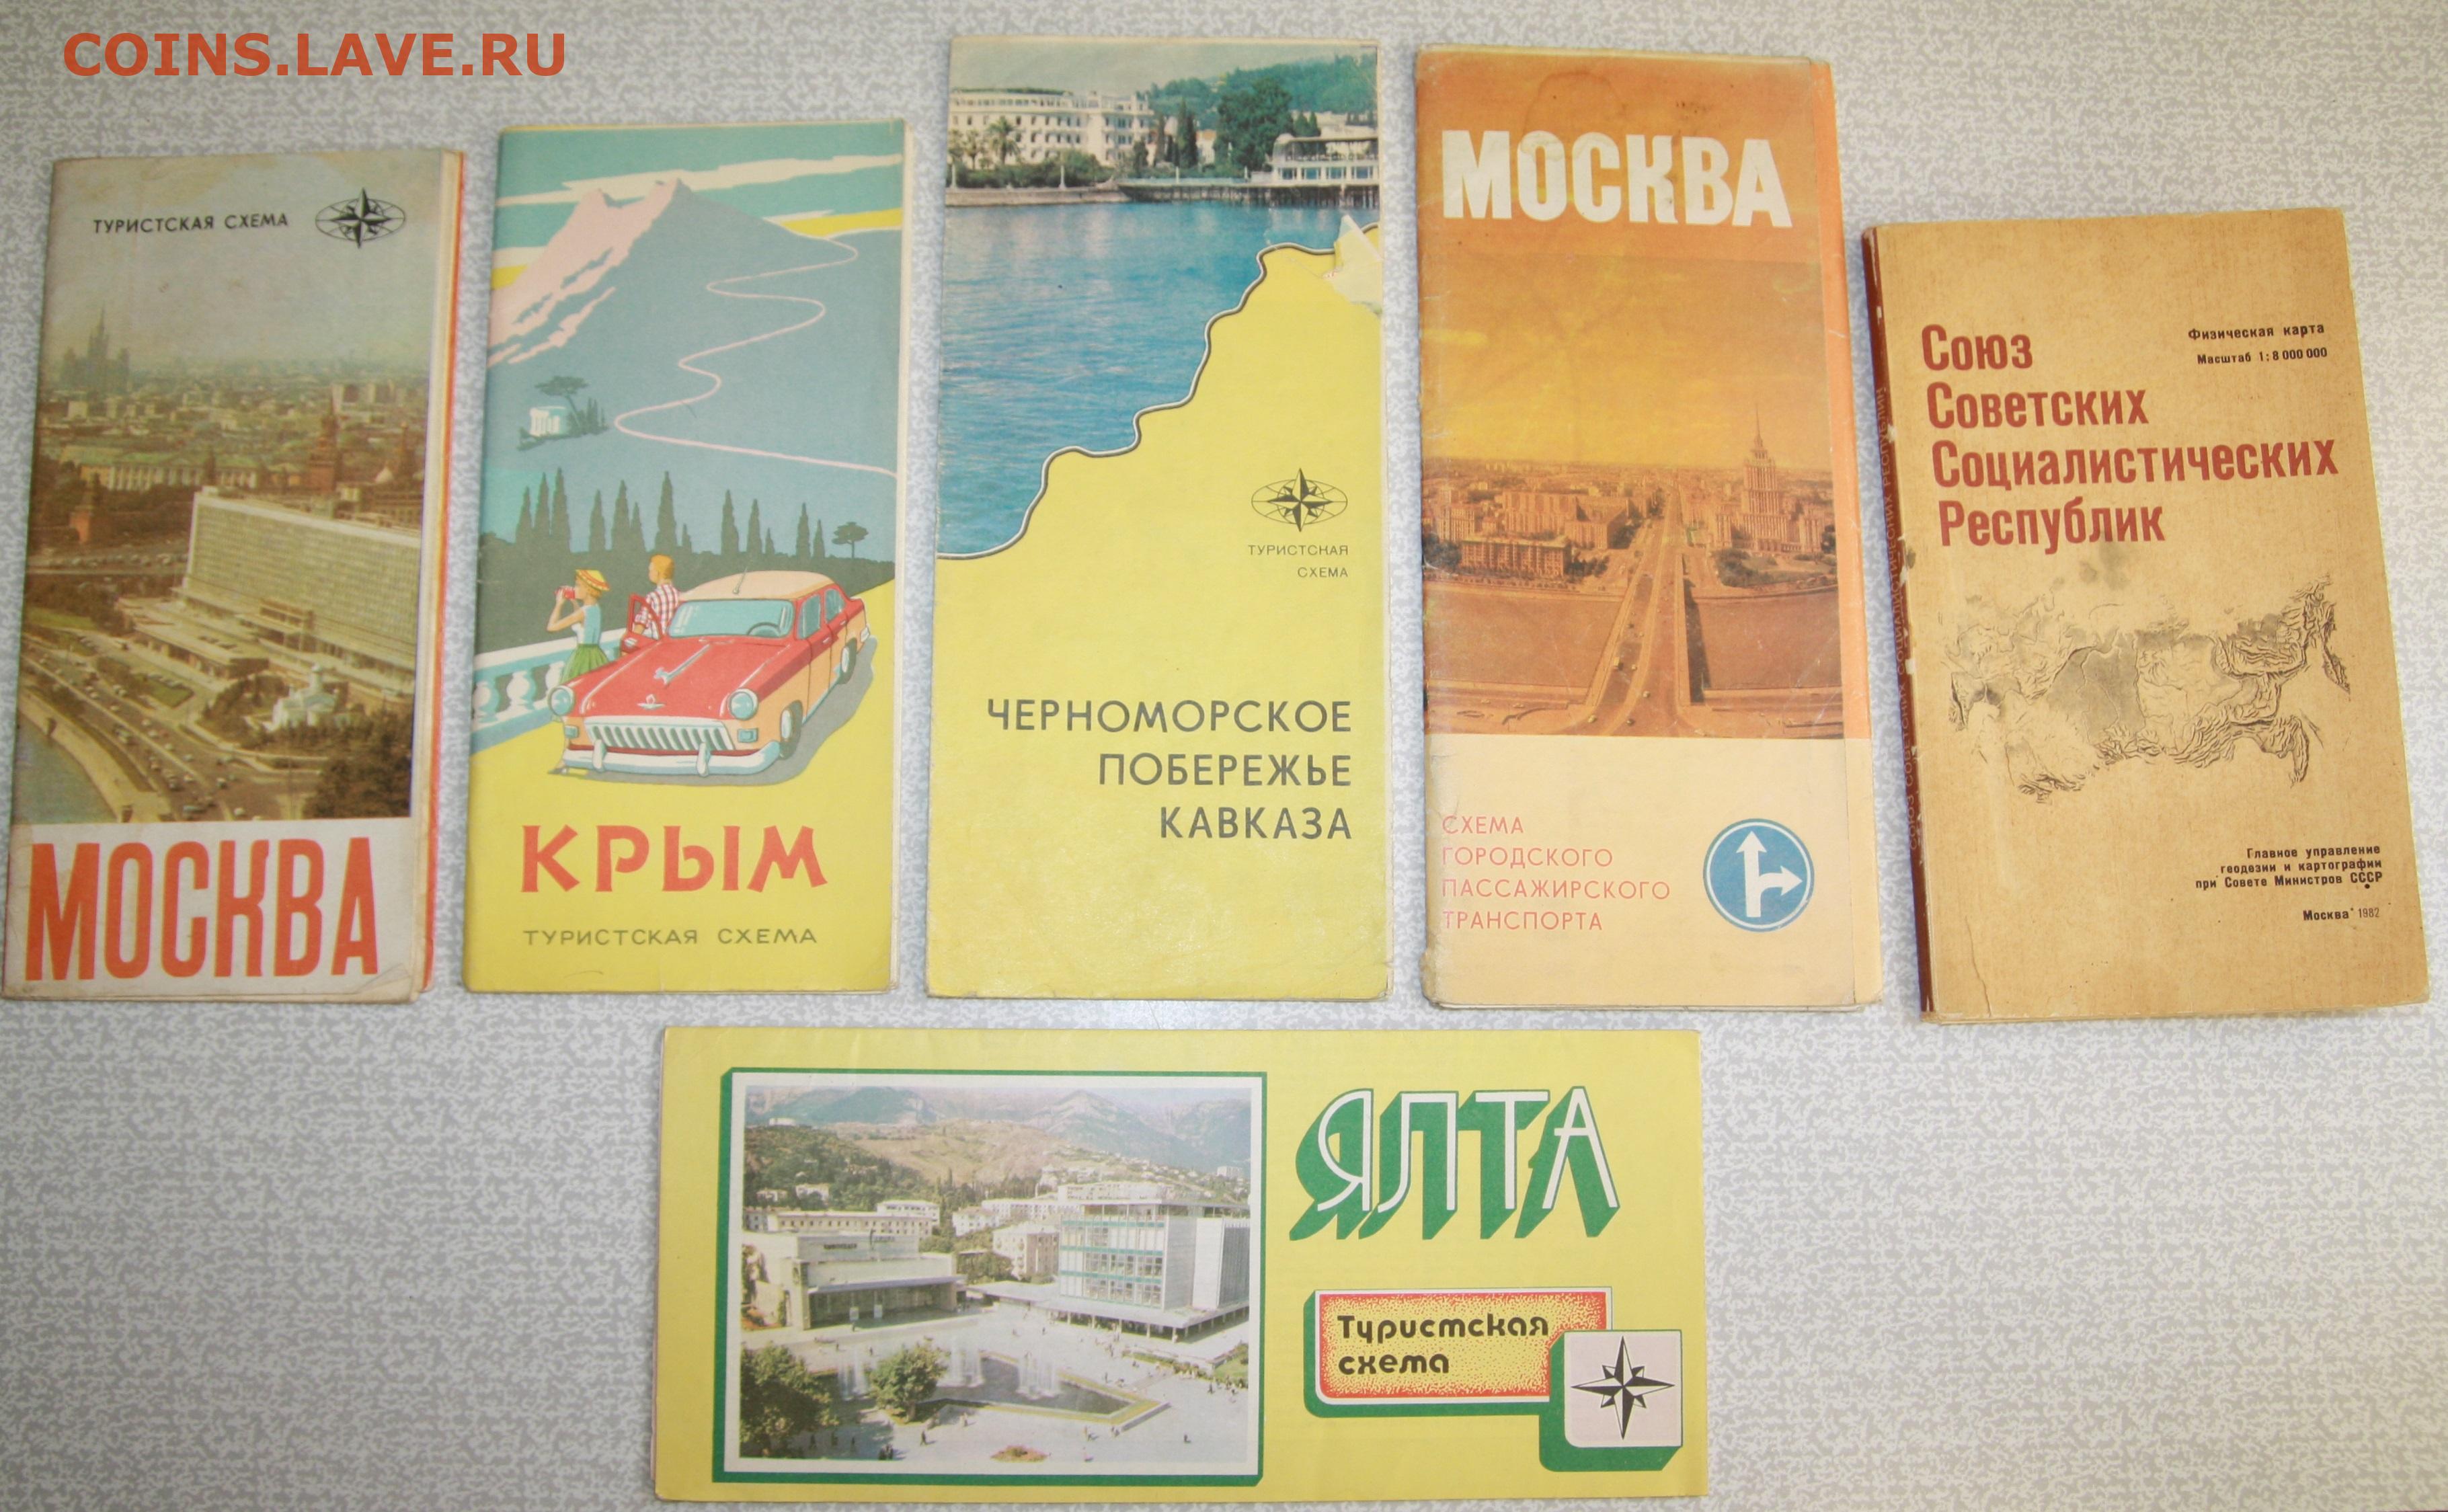 COINS.LAVE.RU
ТУРИСТСКАЯ СХЕМА
МОСКВА
КРЫМ
ТУРИСТСКАЯ СХЕМА
ТУРИСТСКАЯ
СХЕМА
ЧЕРНОМОРСКОЕ
ПОБЕРЕЖЬЕ
КАВКАЗА
МОСКВА
СХЕМА
ГОРОДСКОГО
ПАССАЖИРСКОГО
ТРАНСПОРТА
Союз
Советских
Социалистических
Республик
Физическая карта
Масштаб 1:8 000 000
Главное управление
геодезии и картографии
при Совете Министров СССР
Москва 1982
ЯЛТА
Туристская
схема